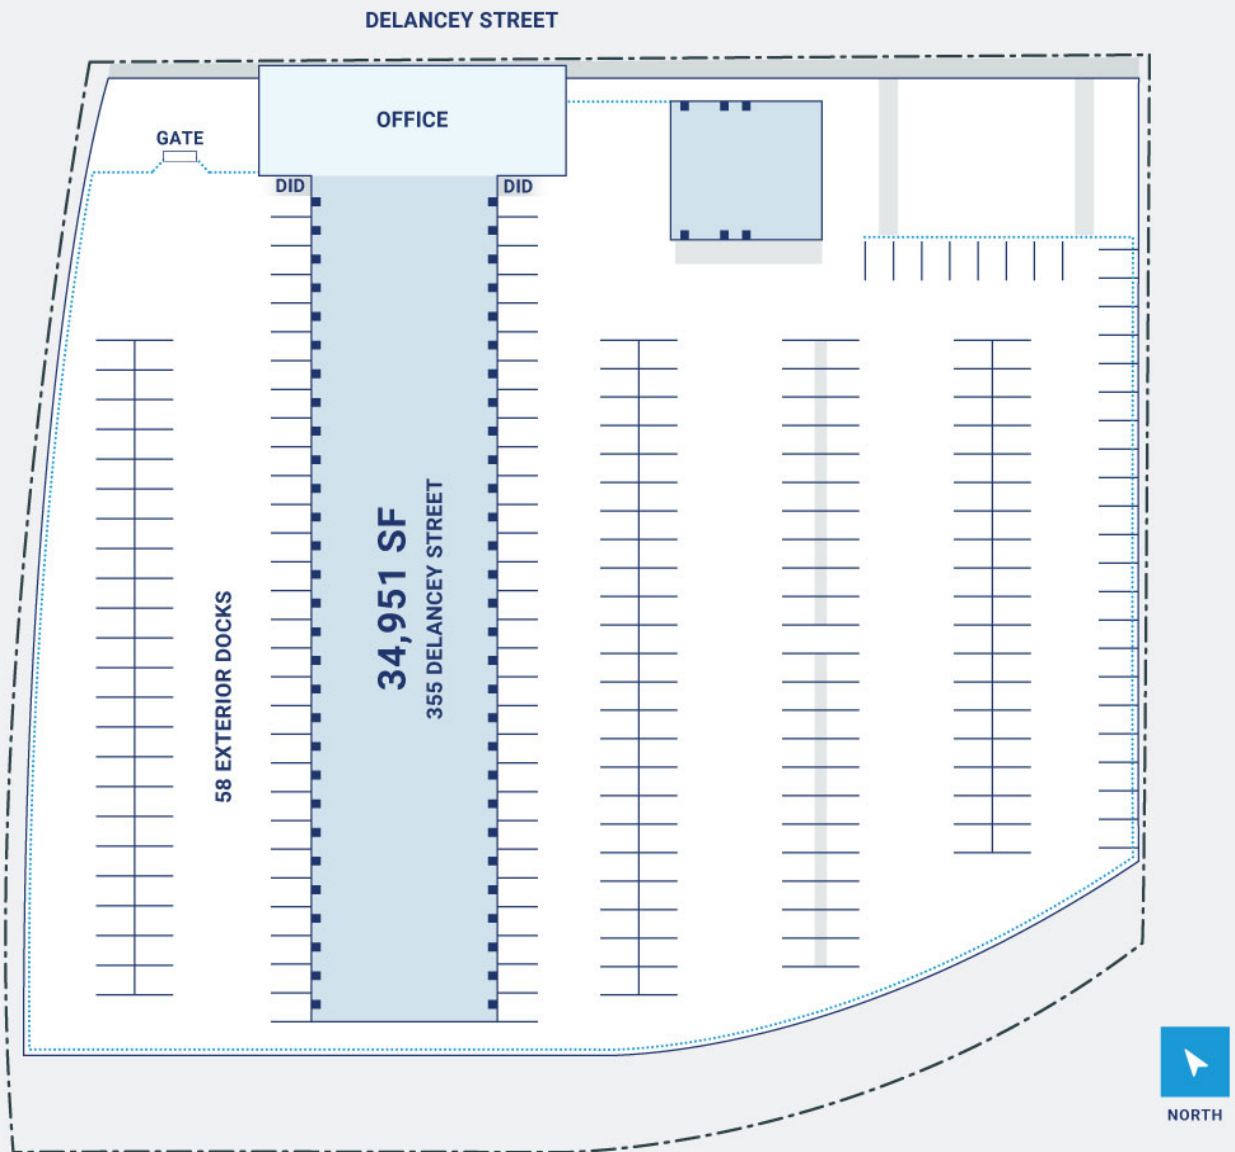 DELANCEY STREET
OFFICE
GATE
DID
DID
34,951 SF
355 DELANCEY STREET
58 EXTERIOR DOCKS
NORTH